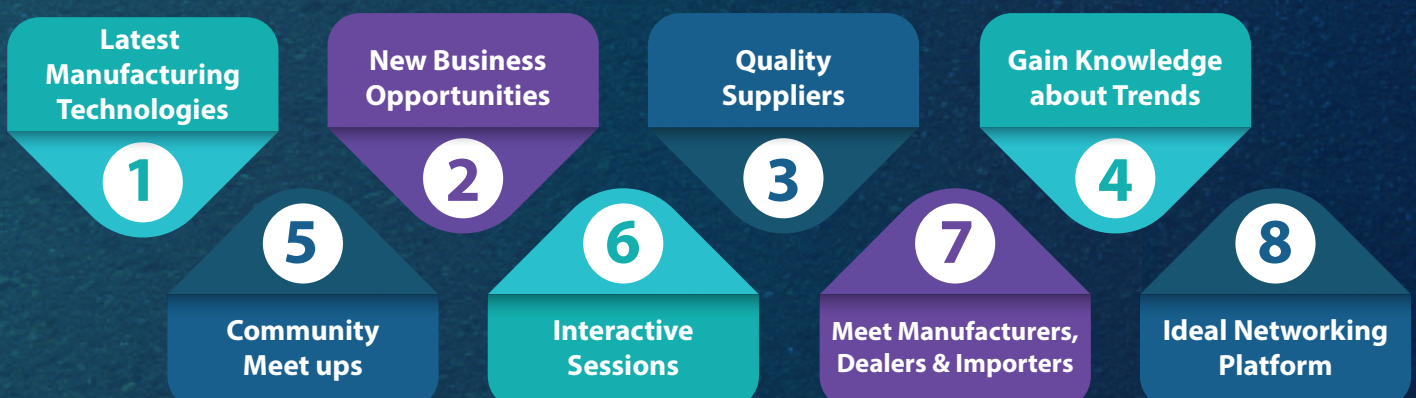 Latest
Manufacturing
Technologies
1
New Business
Opportunities
2
Quality
Suppliers
3
Gain Knowledge
about Trends
4
5
Community
Meet ups
6
Interactive
Sessions
7
Meet Manufacturers,
Dealers & Importers
8
Ideal Networking
Platform